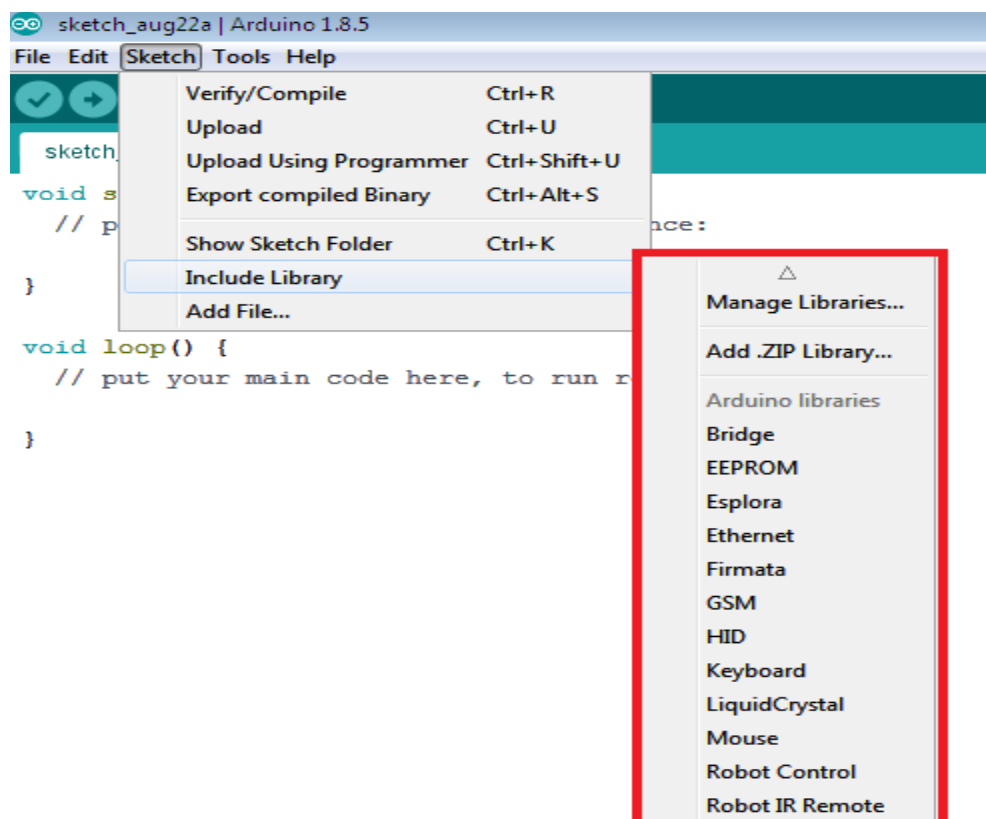 sketch_aug22a | Arduino 1.8.5
File Edit Sketch Tools Help
Verify/Compile Ctrl+R
Upload Ctrl+U
sketch_
Upload Using Programmer Ctrl+Shift+U
void s
Export compiled Binary Ctrl+Alt+S
// p nce:
Show Sketch Folder Ctrl+K
}
Include Library
Add File...
void loop() {
// put your main code here, to run r
}
Manage Libraries...
Add .ZIP Library...
Arduino libraries
Bridge
EEPROM
Esplora
Ethernet
Firmata
GSM
HID
Keyboard
LiquidCrystal
Mouse
Robot Control
Robot IR Remote